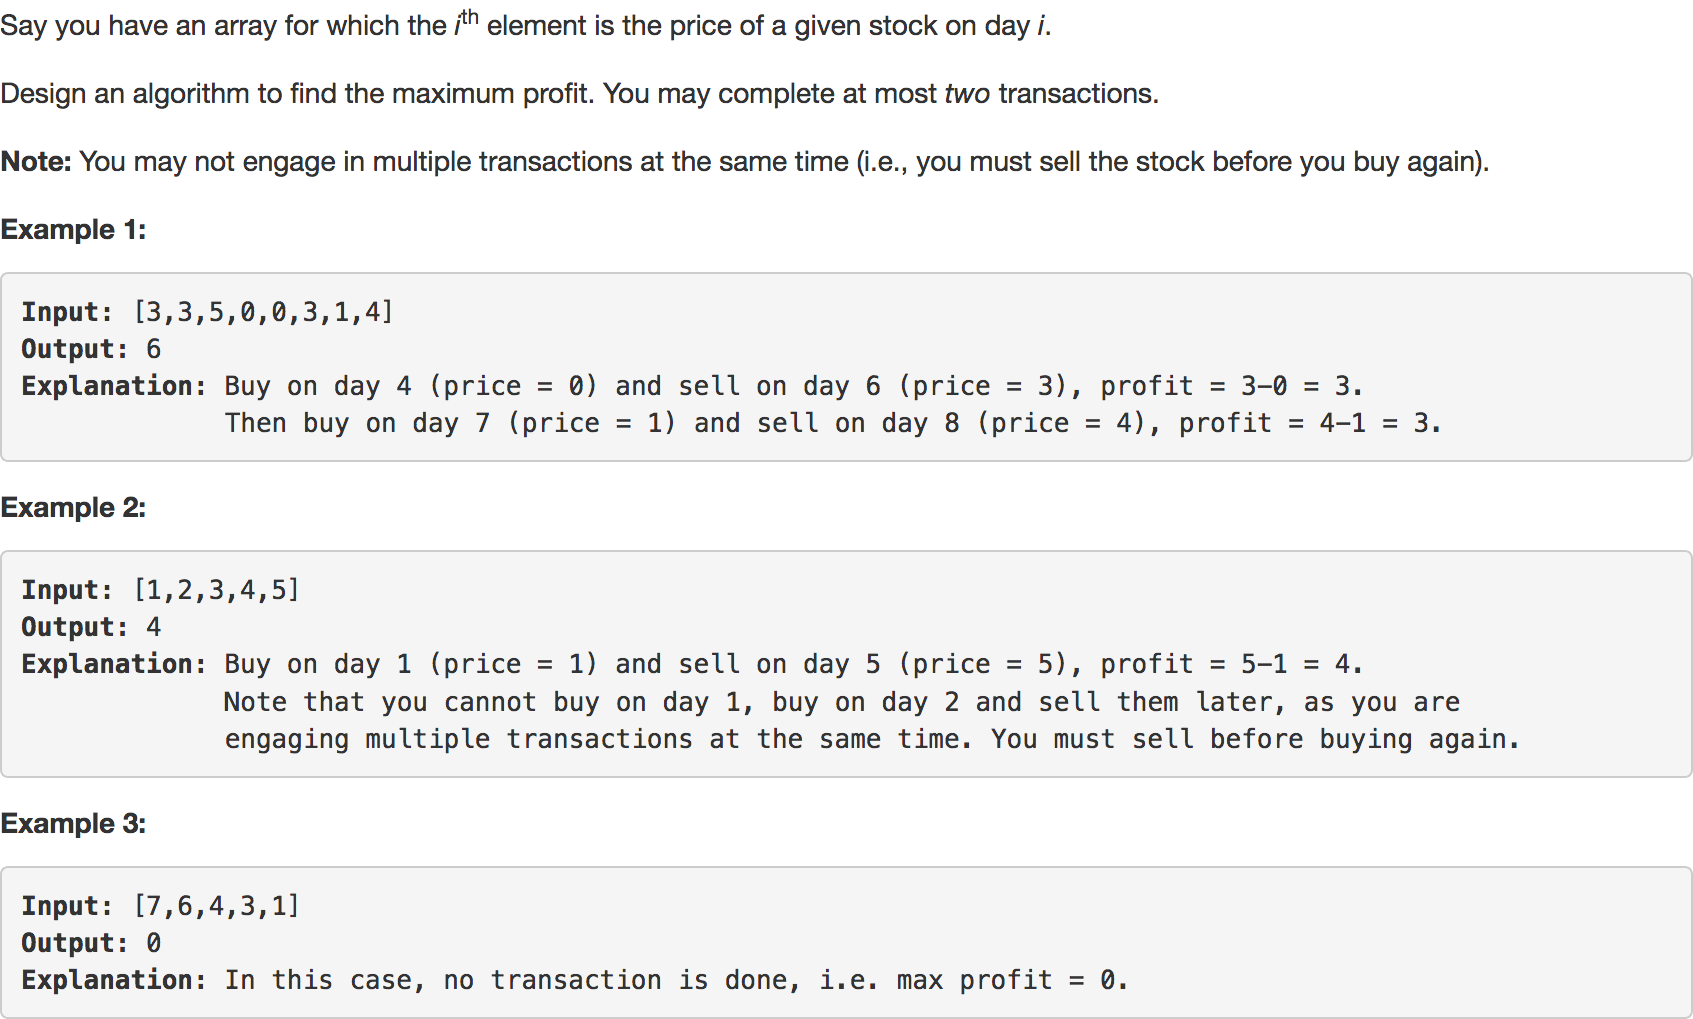 Say you have an array for which the ith element is the price of a given stock on day i.
Design an algorithm to find the maximum profit. You may complete at most two transactions.
Note: You may not engage in multiple transactions at the same time (i.e., you must sell the stock before you buy again).
Example 1:
Input: [3,3,5,0,0,3,1,4]
Output: 6
Explanation: Buy on day 4 (price = 0) and sell on day 6 (price = 3), profit = 3-0 = 3.
Then buy on day 7 (price = 1) and sell on day 8 (price = 4), profit = 4-1 = 3.
Example 2:
Input: [1,2,3,4,5]
Output: 4
Explanation: Buy on day 1 (price = 1) and sell on day 5 (price = 5), profit = 5-1 = 4.
Note that you cannot buy on day 1, buy on day 2 and sell them later, as you are
engaging multiple transactions at the same time. You must sell before buying again.
Example 3:
Input: [7,6,4,3,1]
Output: 0
Explanation: In this case, no transaction is done, i.e. max profit = 0.